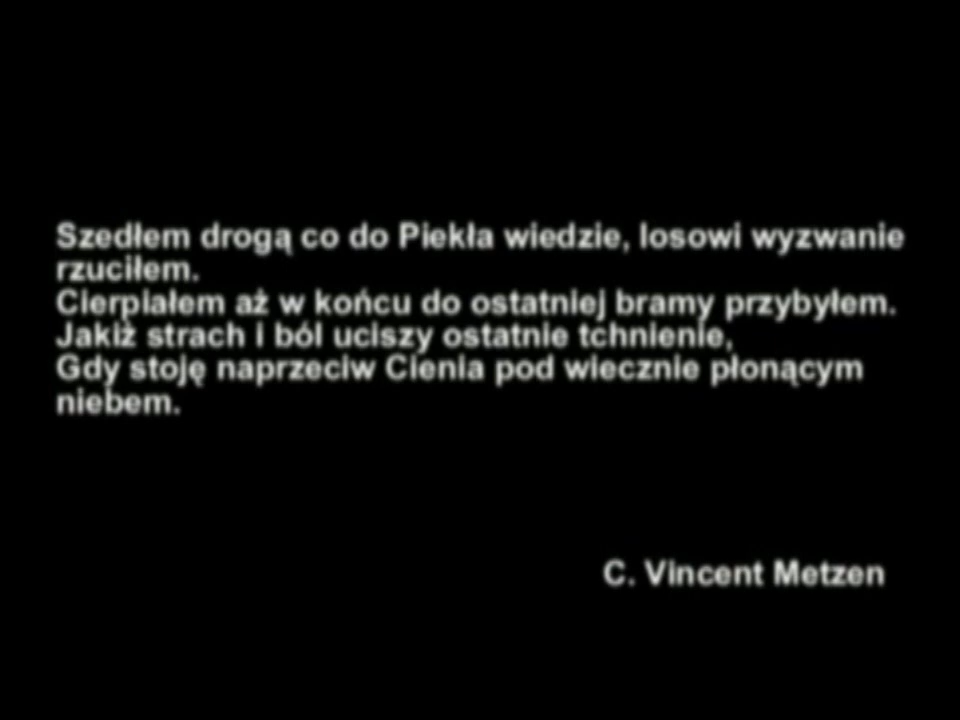 Szedłem drogą co do Piekła wiedzie, losowi wyzwanie
rzuciłem.
Cierpiałem aż w końcu do ostatniej bramy przybyłem.
Jakiż strach i ból uciszy ostatnie tchnienie,
Gdy stoję naprzeciw Cienia pod wiecznie płonącym
niebem.
C. Vincent Metzen